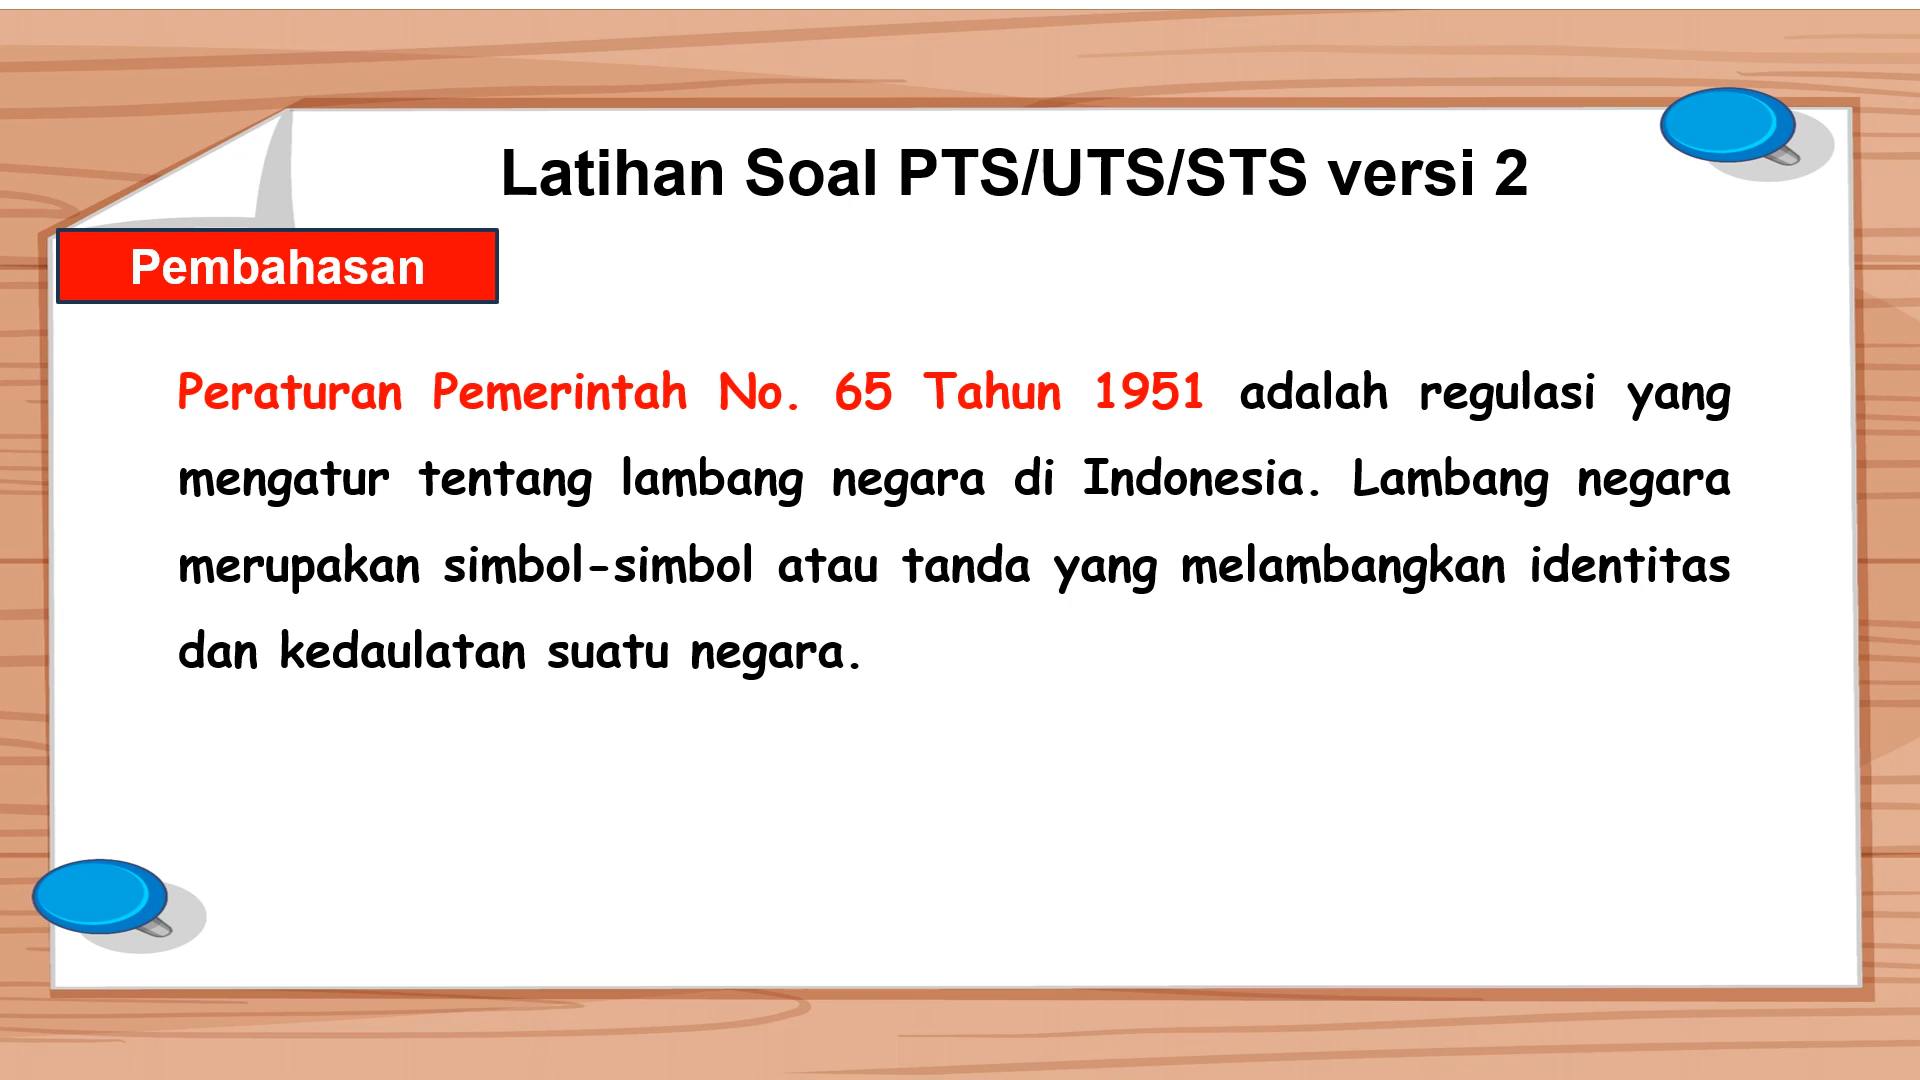 Latihan Soal PTS/UTS/STS versi 2
Pembahasan
Peraturan Pemerintah No. 65 Tahun 1951 adalah regulasi yang
mengatur tentang lambang negara di Indonesia. Lambang negara
merupakan simbol-simbol atau tanda yang melambangkan identitas
dan kedaulatan suatu negara.